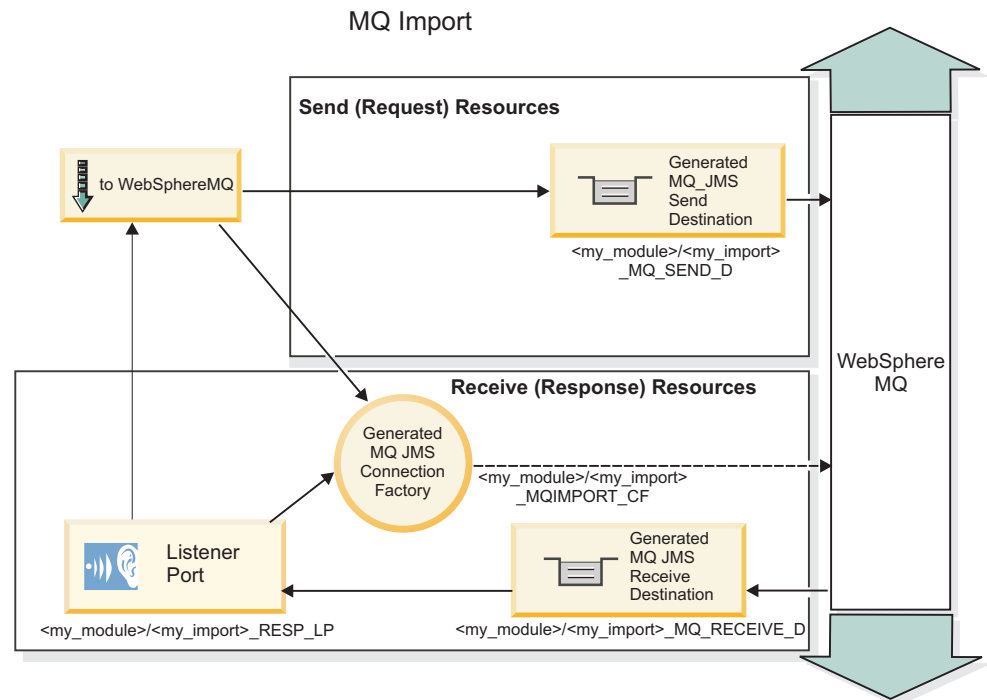 MQ Import
Send (Request) Resources
to WebSphereMQ
Generated
MQ_JMS
Send
Destination
<my_module>/<my_import>
_MQ_SEND_D
WebSphere
MQ
Receive (Response) Resources
Generated
MQ JMS
Connection
Factory
<my_module>/<my_import>
_MQIMPORT_CF
Listener
Port
<my_module>/<my_import>_RESP_LP
Generated
MQ JMS
Receive
Destination
<my_module>/<my_import>_MQ_RECEIVE_D